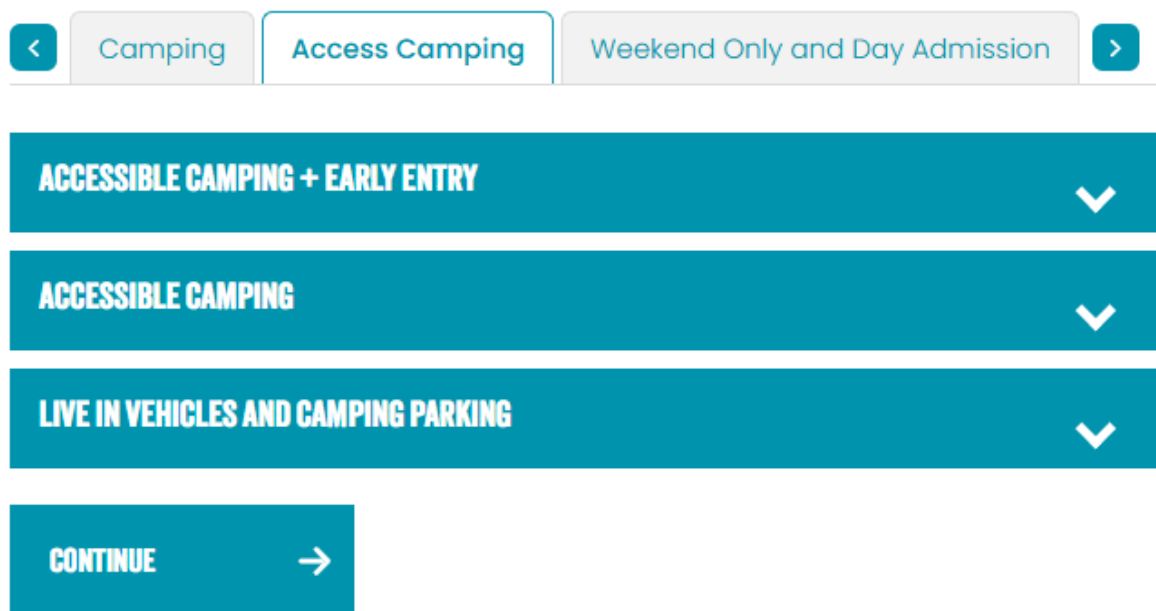 Camping
Access Camping
Weekend Only and Day Admission
ACCESSIBLE CAMPING + EARLY ENTRY
ACCESSIBLE CAMPING
LIVE IN VEHICLES AND CAMPING PARKING
CONTINUE